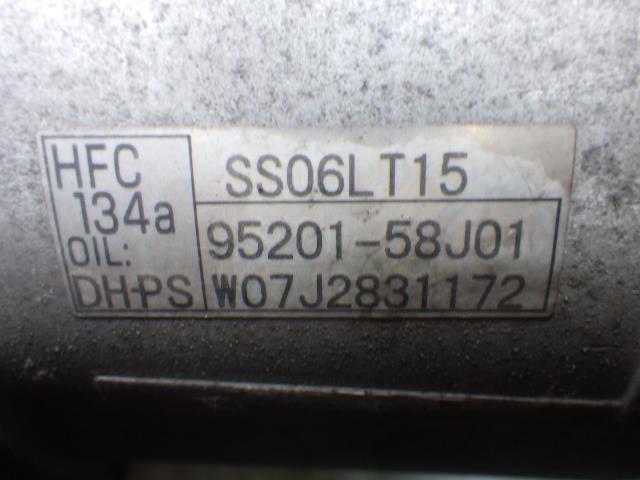 HFC
134a
OIL:
DH-PS
SS06LT15
95201-58J01
W07J2831172